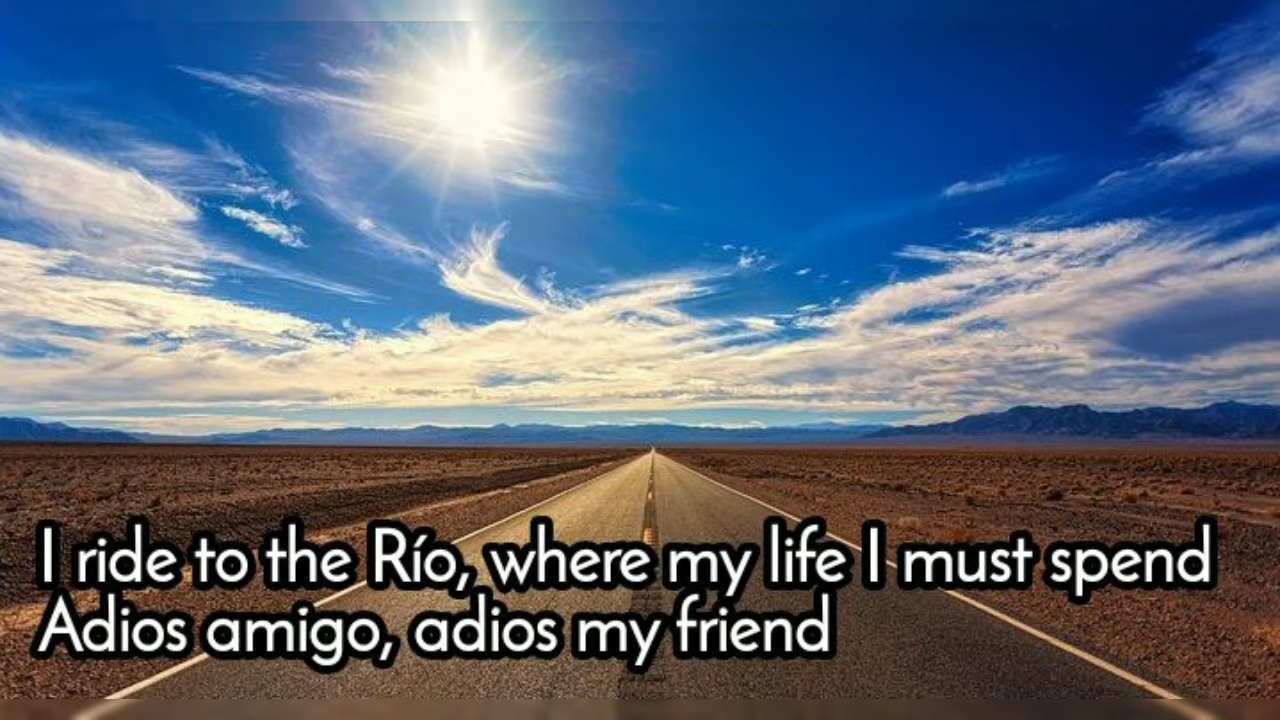 I ride to the Río, where my life I must spend
Adios amigo, adios my friend